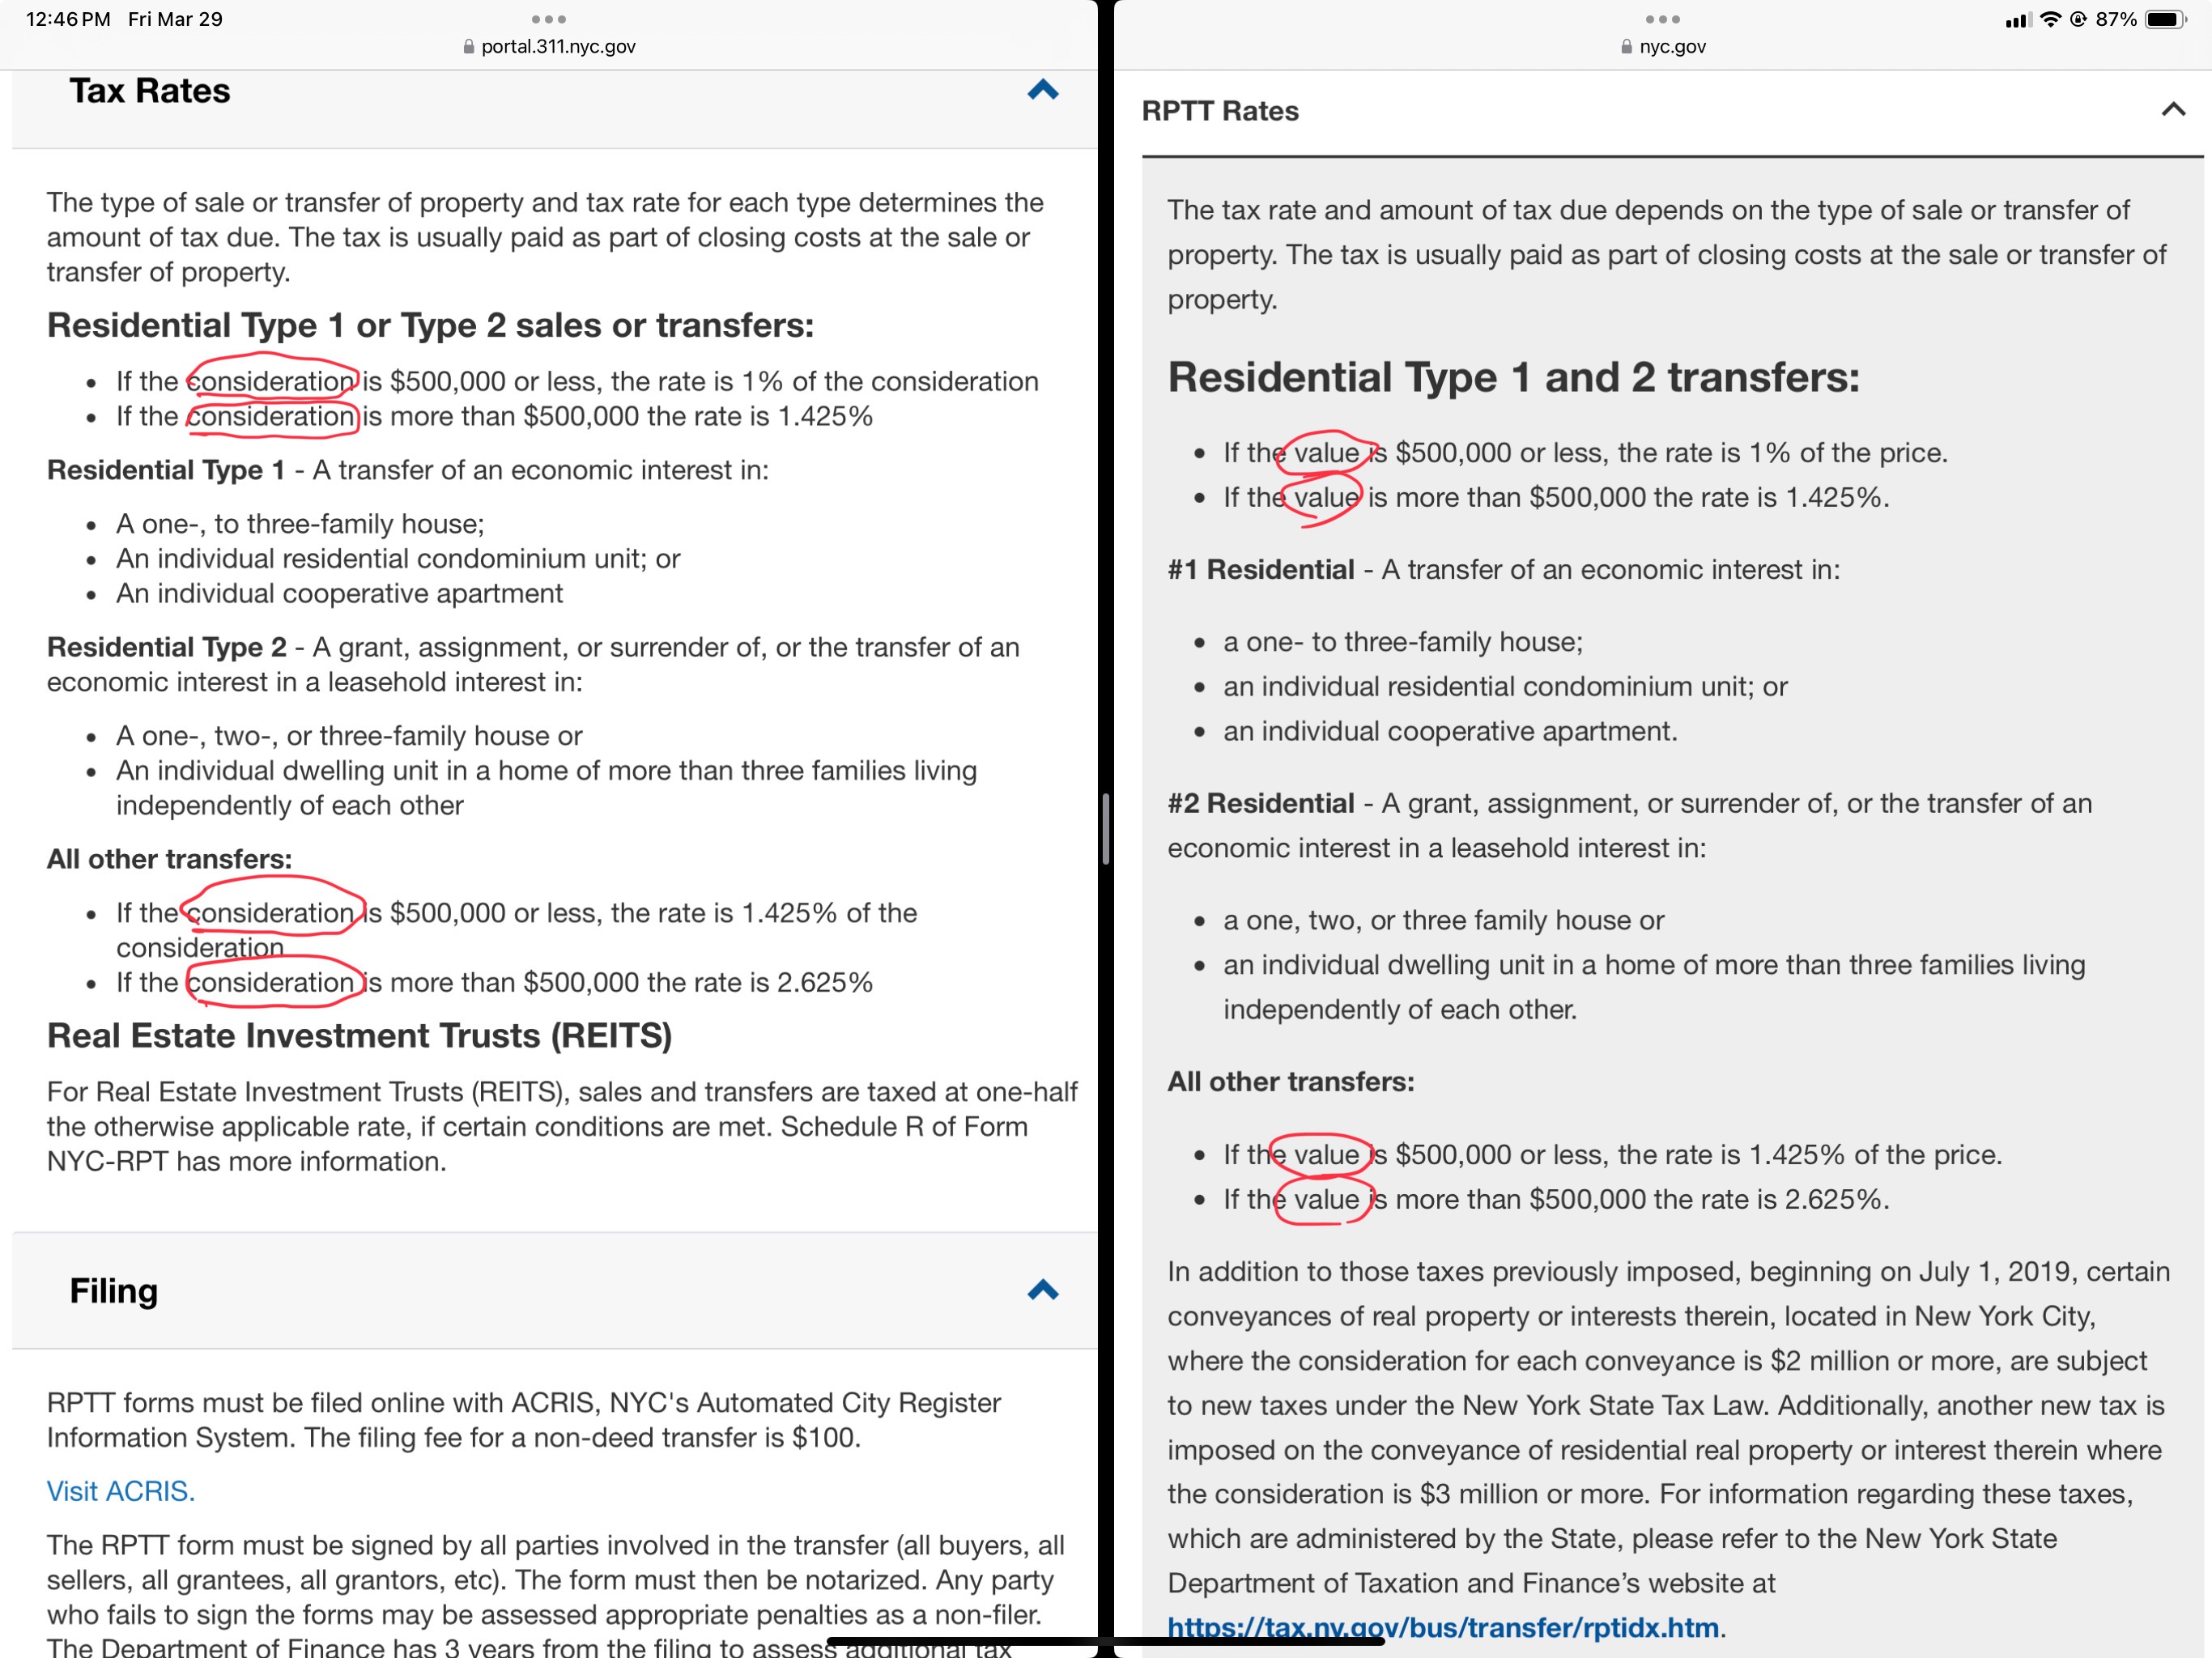 12:46 PM Fri Mar 29
portal.311.nyc.gov
Tax Rates
The type of sale or transfer of property and tax rate for each type determines the
amount of tax due. The tax is usually paid as part of closing costs at the sale or
transfer of property.
Residential Type 1 or Type 2 sales or transfers:
• If the consideration is $500,000 or less, the rate is 1% of the consideration
• If the consideration is more than $500,000 the rate is 1.425%
Residential Type 1 - A transfer of an economic interest in:
• A one-, to three-family house;
• An individual residential condominium unit; or
• An individual cooperative apartment
Residential Type 2 - A grant, assignment, or surrender of, or the transfer of an
economic interest in a leasehold interest in:
• A one-, two-, or three-family house or
• An individual dwelling unit in a home of more than three families living
independently of each other
All other transfers:
• If the consideration is $500,000 or less, the rate is 1.425% of the
consideration
• If the consideration is more than $500,000 the rate is 2.625%
Real Estate Investment Trusts (REITS)
For Real Estate Investment Trusts (REITS), sales and transfers are taxed at one-half
the otherwise applicable rate, if certain conditions are met. Schedule R of Form
NYC-RPT has more information.
Filing
RPTT forms must be filed online with ACRIS, NYC's Automated City Register
Information System. The filing fee for a non-deed transfer is $100.
Visit ACRIS.
The RPTT form must be signed by all parties involved in the transfer (all buyers, all
sellers, all grantees, all grantors, etc). The form must then be notarized. Any party
who fails to sign the forms may be assessed appropriate penalties as a non-filer.
The Department of Finance has 3 years from the filing to assess additional tax
87%
nyc.gov
RPTT Rates
The tax rate and amount of tax due depends on the type of sale or transfer of
property. The tax is usually paid as part of closing costs at the sale or transfer of
property.
Residential Type 1 and 2 transfers:
• If the value is $500,000 or less, the rate is 1% of the price.
• If the value is more than $500,000 the rate is 1.425%.
#1 Residential - A transfer of an economic interest in:
• a one- to three-family house;
• an individual residential condominium unit; or
• an individual cooperative apartment.
#2 Residential - A grant, assignment, or surrender of, or the transfer of an
economic interest in a leasehold interest in:
• a one, two, or three family house or
• an individual dwelling unit in a home of more than three families living
independently of each other.
All other transfers:
• If the value is $500,000 or less, the rate is 1.425% of the price.
• If the value is more than $500,000 the rate is 2.625%.
In addition to those taxes previously imposed, beginning on July 1, 2019, certain
conveyances of real property or interests therein, located in New York City,
where the consideration for each conveyance is $2 million or more, are subject
to new taxes under the New York State Tax Law. Additionally, another new tax is
imposed on the conveyance of residential real property or interest therein where
the consideration is $3 million or more. For information regarding these taxes,
which are administered by the State, please refer to the New York State
Department of Taxation and Finance’s website at
https://tax.ny.gov/bus/transfer/rptidx.htm.